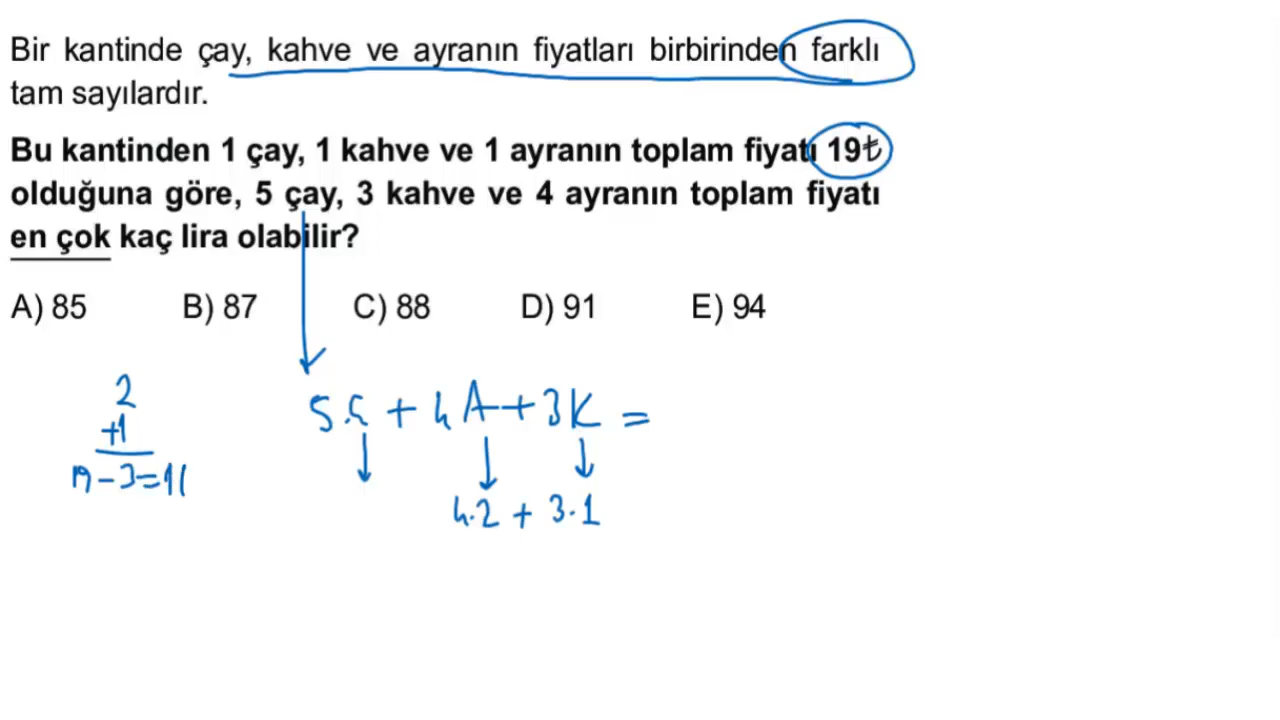 Bir kantinde çay, kahve ve ayranın fiyatları birbirinden farklı
tam sayılardır.
Bu kantinden 1 çay, 1 kahve ve 1 ayranın toplam fiyatı 19₺
olduğuna göre, 5 çay, 3 kahve ve 4 ayranın toplam fiyatı
en çok kaç lira olabilir?
A) 85 B) 87 C) 88 D) 91 E) 94
2
+1
19-3=16
5.Ç + 4A + 3K =
4.2 + 3.1